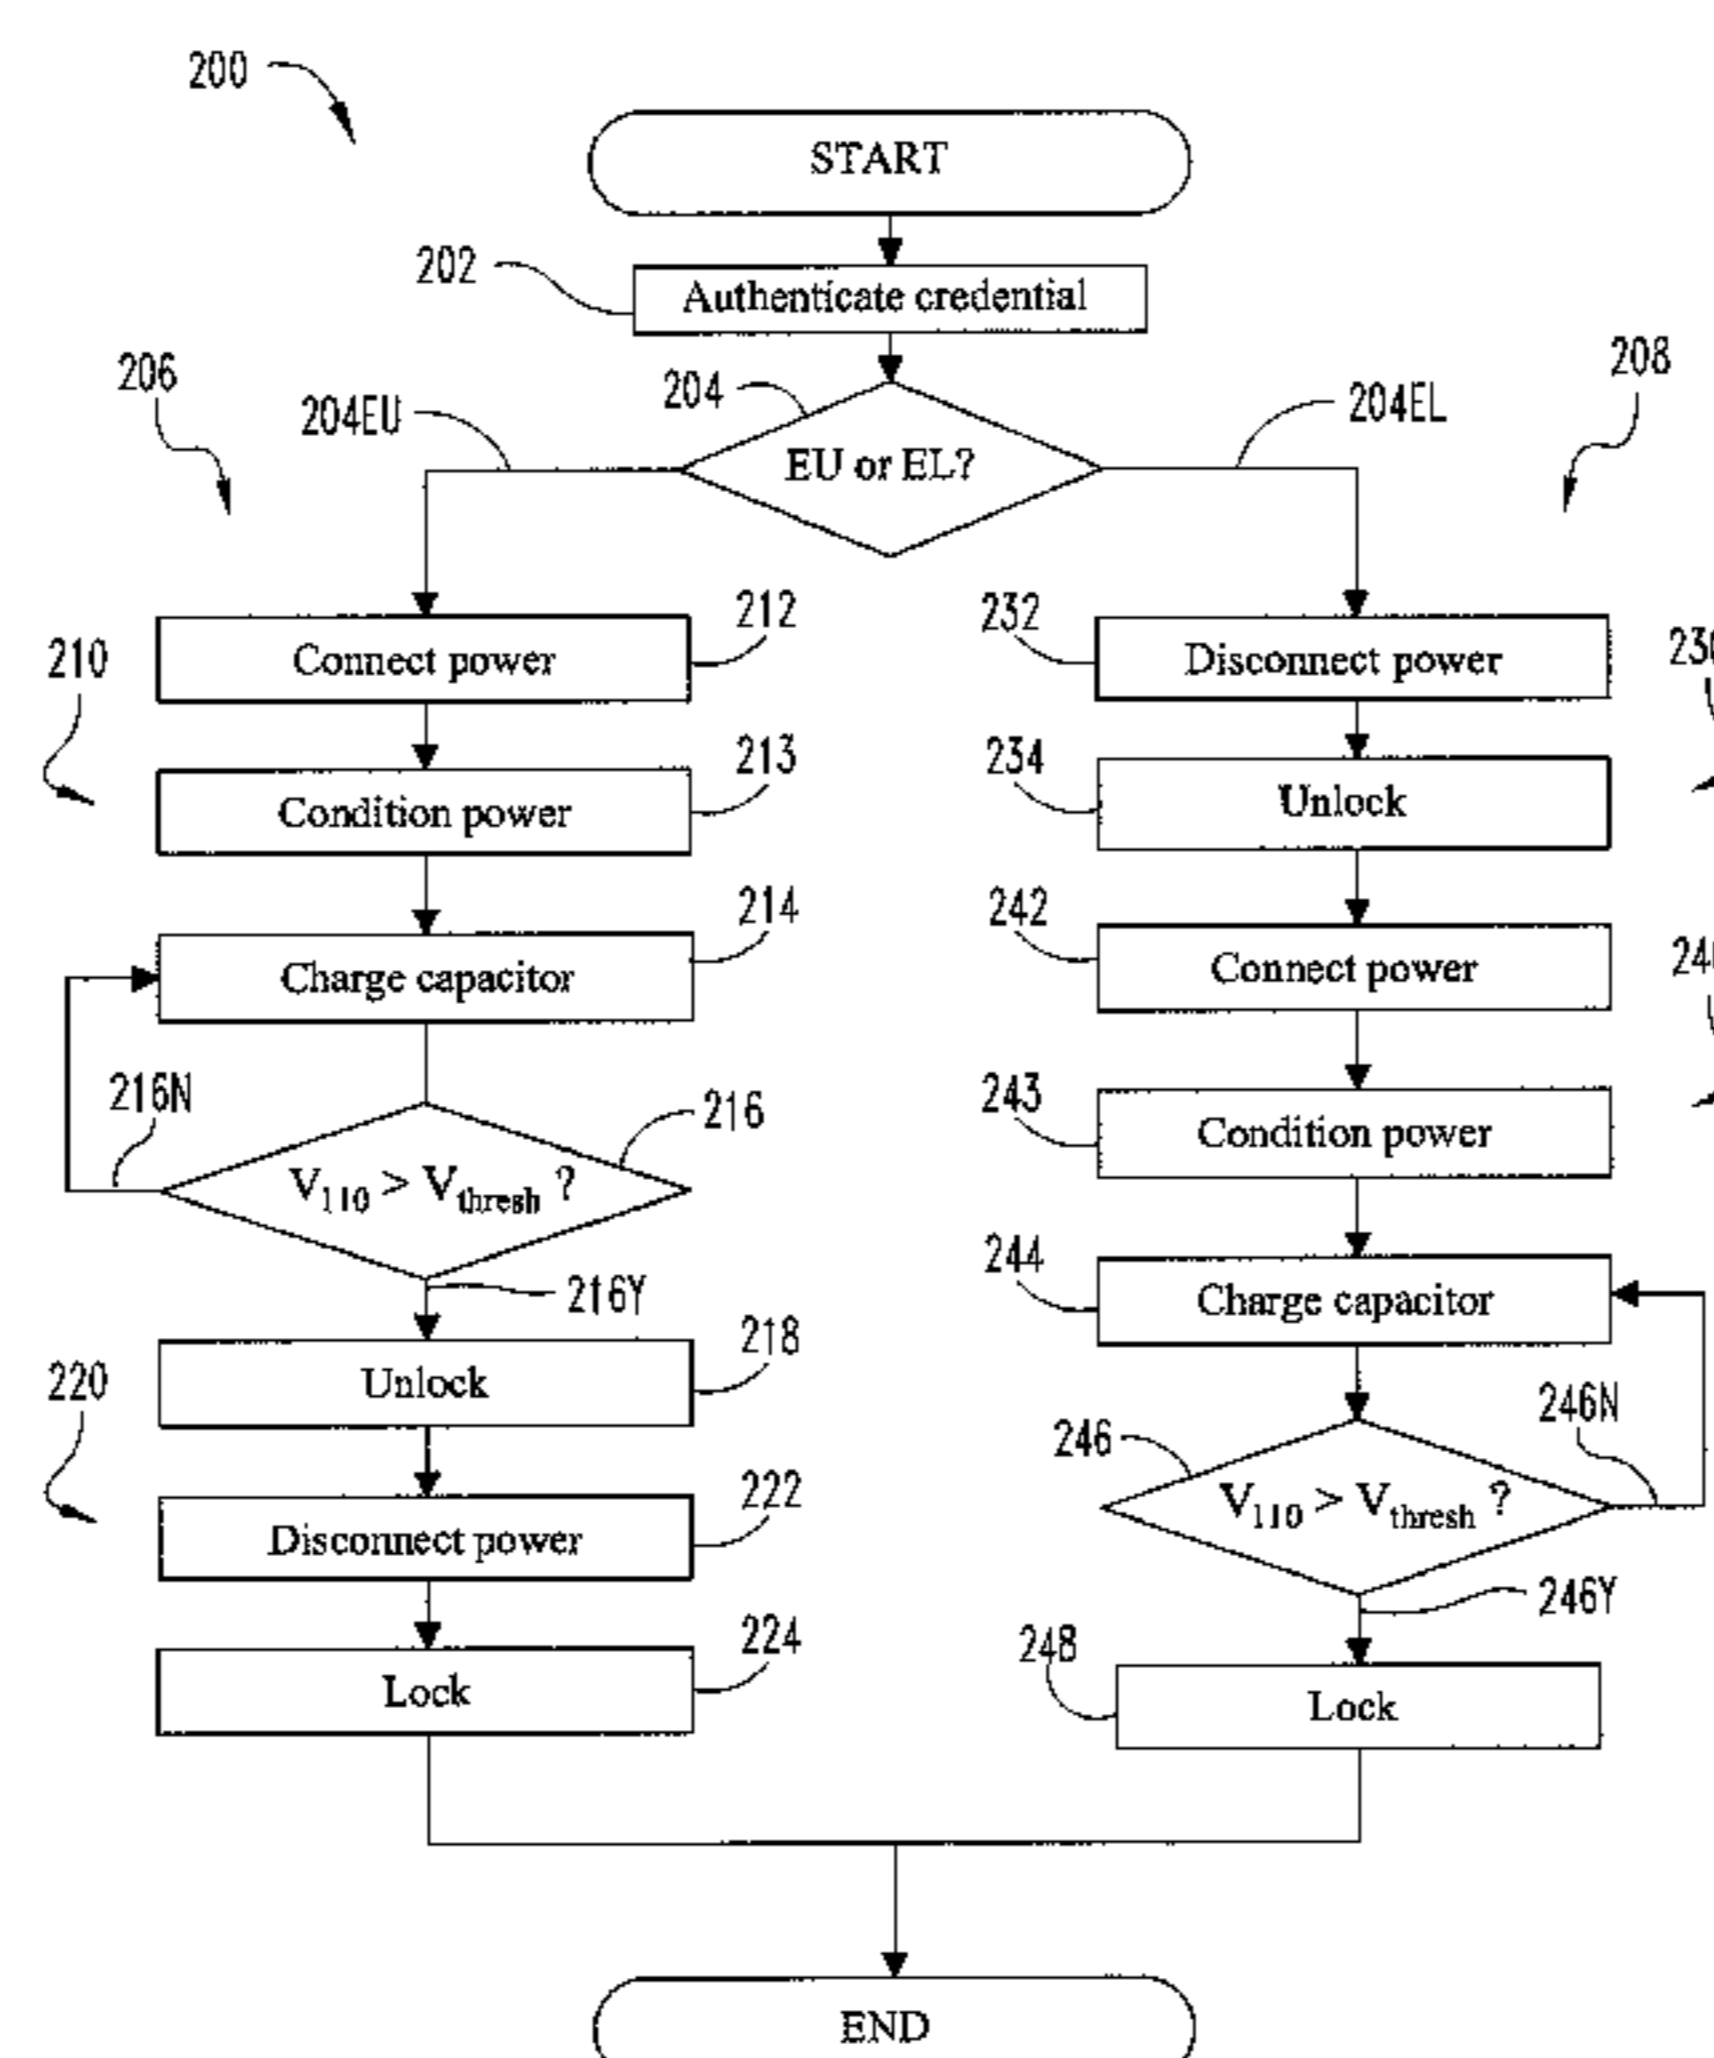 200
START
202
Authenticate credential
206
208
204
204EU
204EL
EU or EL?
210
212
Connect power
232
Disconnect power
213
Condition power
234
Unlock
214
Charge capacitor
242
Connect power
216N
216
V110 > Vthresh ?
243
Condition power
216Y
244
Charge capacitor
218
Unlock
220
246
246N
V110 > Vthresh ?
222
Disconnect power
246Y
224
Lock
248
Lock
END